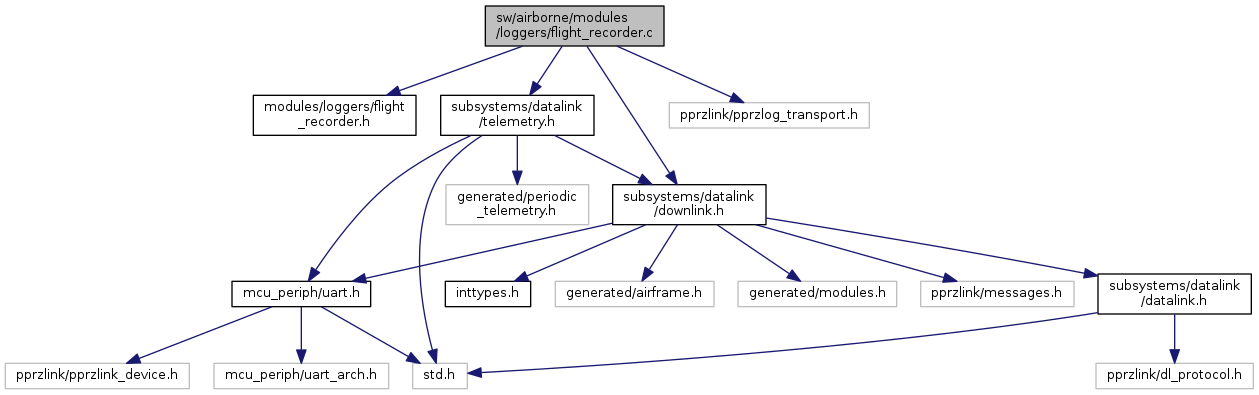 sw/airborne/modules
/loggers/flight_recorder.c
modules/loggers/flight
_recorder.h
subsystems/datalink
/telemetry.h
pprzlink/pprzlog_transport.h
generated/periodic
_telemetry.h
subsystems/datalink
/downlink.h
mcu_periph/uart.h
inttypes.h
generated/airframe.h
generated/modules.h
pprzlink/messages.h
subsystems/datalink
/datalink.h
pprzlink/pprzlink_device.h
mcu_periph/uart_arch.h
std.h
pprzlink/dl_protocol.h